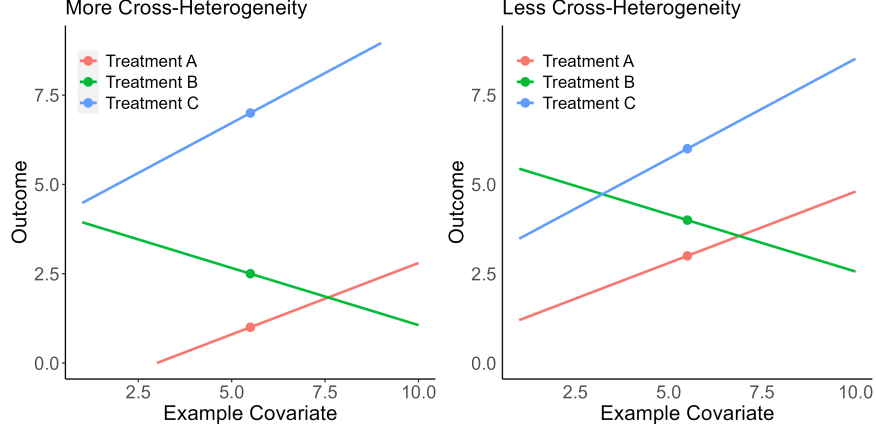 More Cross-Heterogeneity
Treatment A
Treatment B
Treatment C
Outcome
7.5
5.0
2.5
0.0
2.5
5.0
7.5
10.0
Example Covariate
Less Cross-Heterogeneity
Treatment A
Treatment B
Treatment C
Outcome
7.5
5.0
2.5
0.0
2.5
5.0
7.5
10.0
Example Covariate